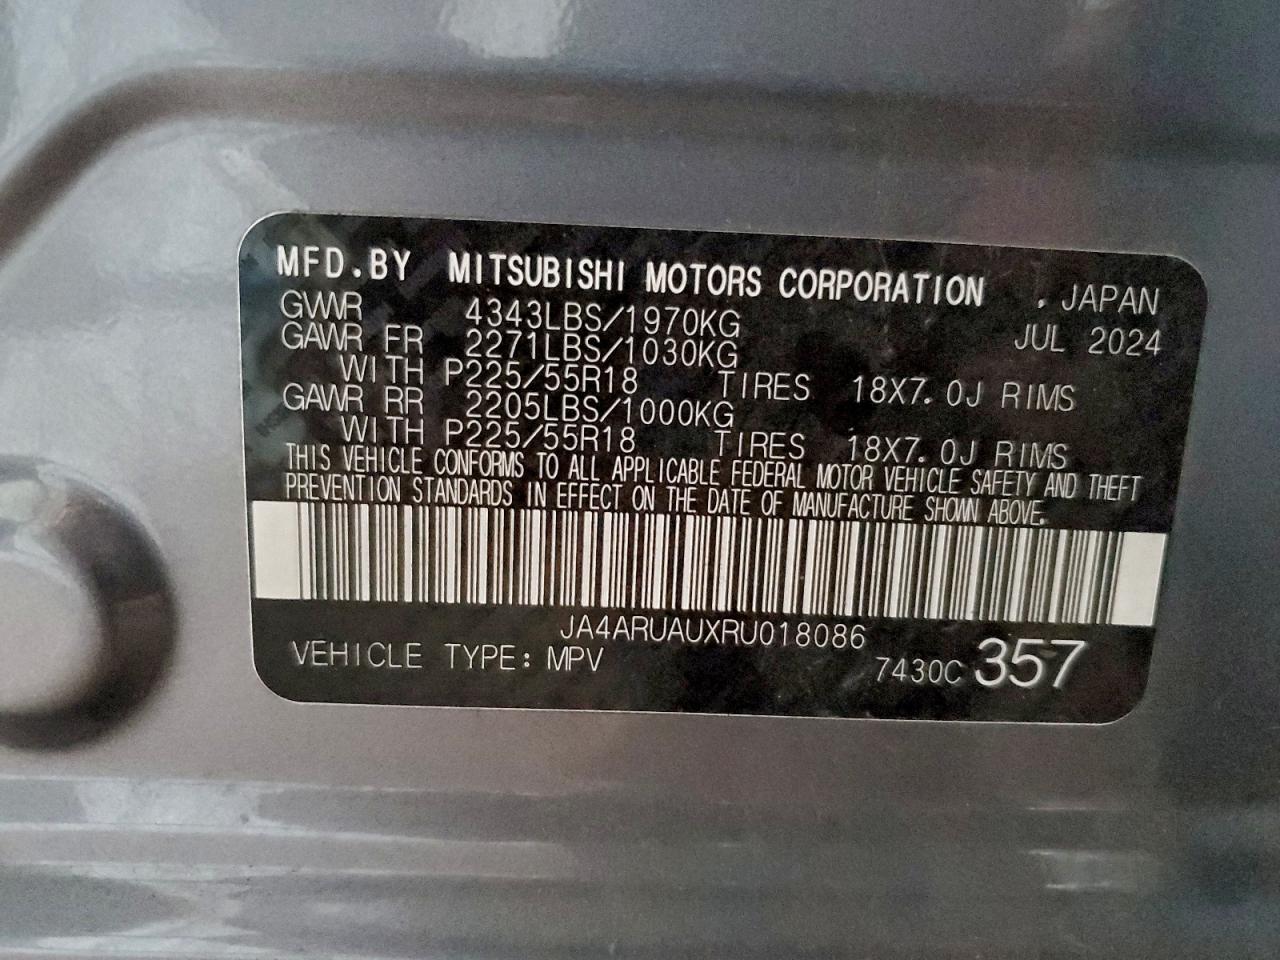 MFD.BY MITSUBISHI MOTORS CORPORATION . JAPAN
GVWR 4343LBS/1970KG JUL 2024
GAWR FR 2271LBS/1030KG
WITH P225/55R18 TIRES 18X7.0J RIMS
GAWR RR 2205LBS/1000KG
WITH P225/55R18 TIRES 18X7.0J RIMS
THIS VEHICLE CONFORMS TO ALL APPLICABLE FEDERAL MOTOR VEHICLE SAFETY AND THEFT
PREVENTION STANDARDS IN EFFECT ON THE DATE OF MANUFACTURE SHOWN ABOVE.
JA4ARUAUXRU018086
VEHICLE TYPE: MPV 7430C 357